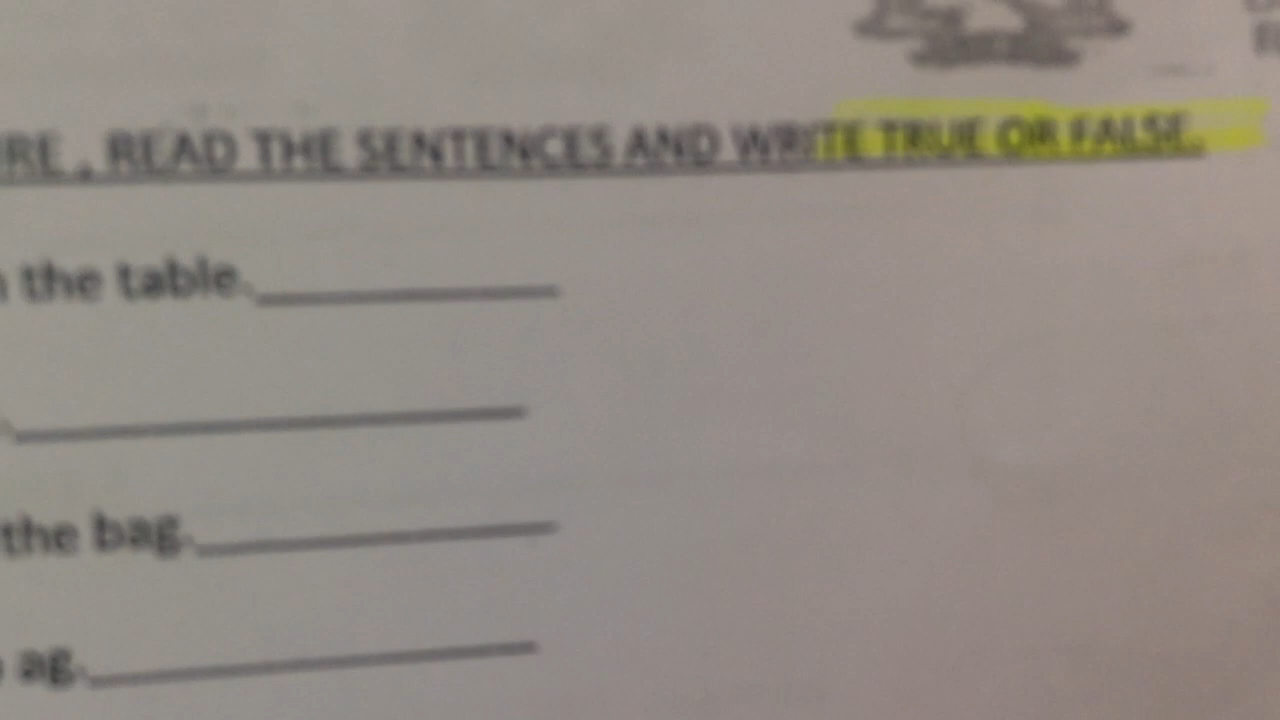 RE , READ THE SENTENCES AND WRITE TRUE OR FALSE.
the table.
the bag.
ag.